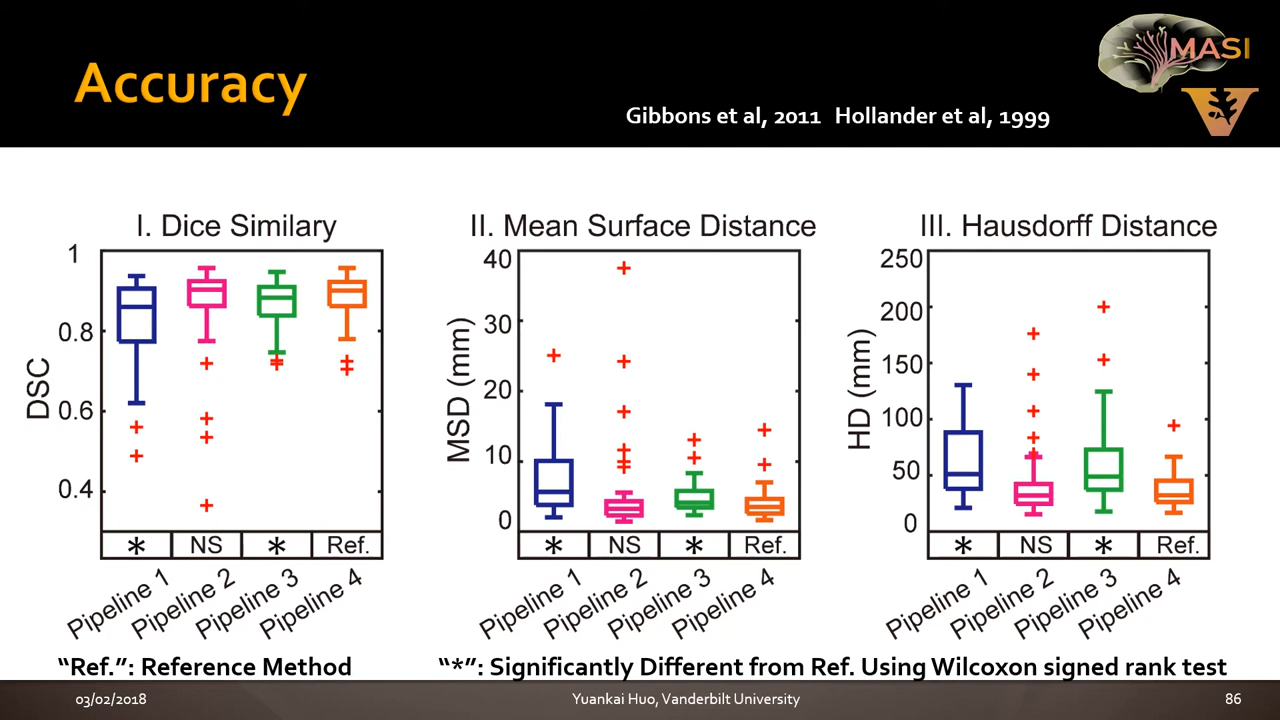 Accuracy
MASI
V
Gibbons et al, 2011 Hollander et al, 1999
I. Dice Similary
1
0.8
0.6
0.4
DSC
* NS * Ref.
Pipeline 1 Pipeline 2 Pipeline 3 Pipeline 4
II. Mean Surface Distance
40
30
20
10
0
MSD (mm)
* NS * Ref.
Pipeline 1 Pipeline 2 Pipeline 3 Pipeline 4
III. Hausdorff Distance
250
200
150
100
50
0
HD (mm)
* NS * Ref.
Pipeline 1 Pipeline 2 Pipeline 3 Pipeline 4
“Ref.”: Reference Method
“*”: Significantly Different from Ref. Using Wilcoxon signed rank test
03/02/2018
Yuankai Huo, Vanderbilt University
86